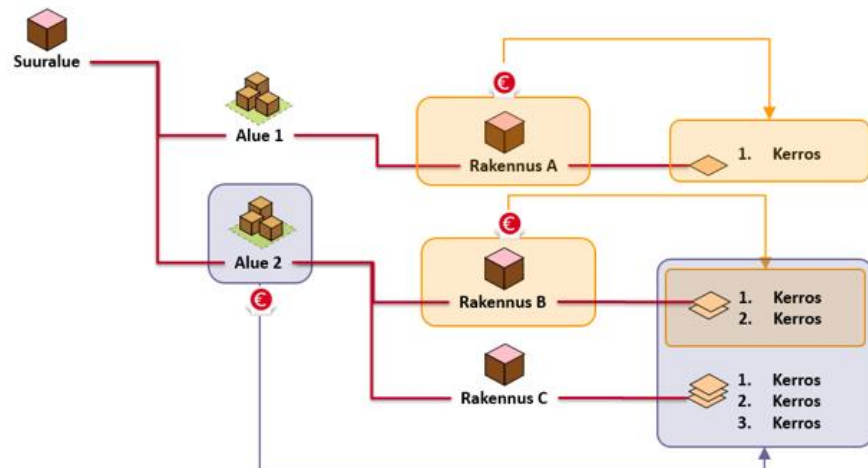 Suuralue
€
Alue 1
Rakennus A
1. Kerros
€
Alue 2
€
Rakennus B
1. Kerros
2. Kerros
Rakennus C
1. Kerros
2. Kerros
3. Kerros